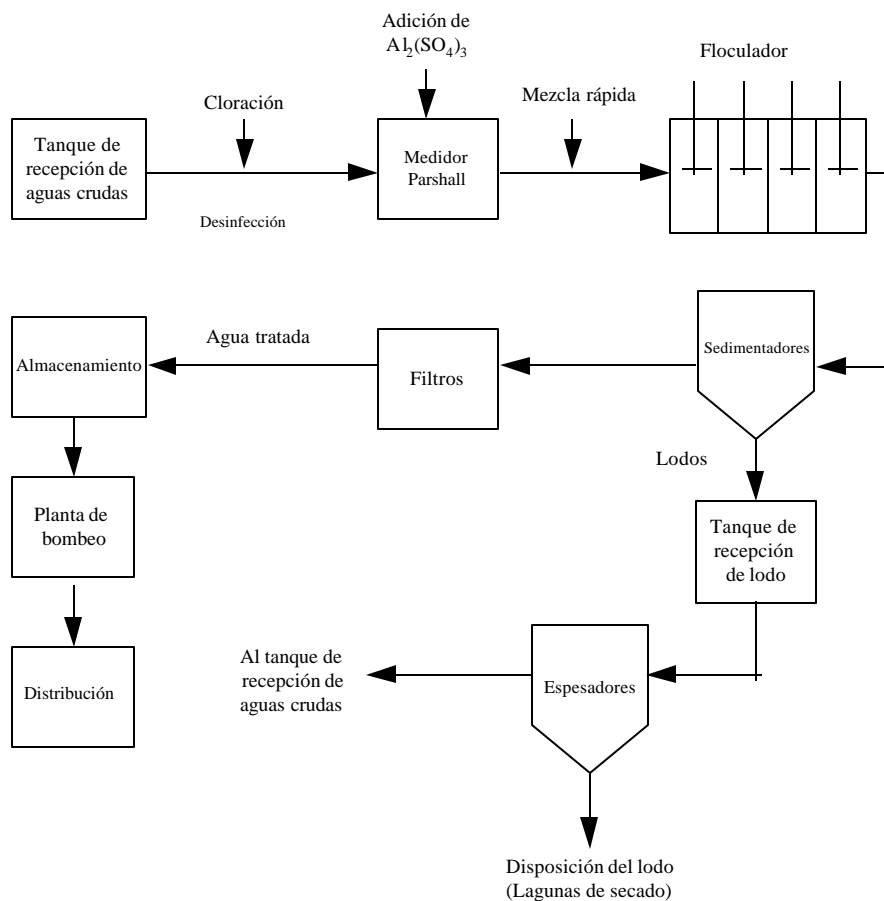 Adición de
Al₂(SO₄)₃
Floculador
Cloración
Mezcla rápida
Tanque de
recepción de
aguas crudas
Medidor
Parshall
Desinfección
Agua tratada
Almacenamiento
Filtros
Sedimentadores
Lodos
Planta de
bombeo
Tanque de
recepción
de lodo
Al tanque de
recepción de
aguas crudas
Espesadores
Distribución
Disposición del lodo
(Lagunas de secado)